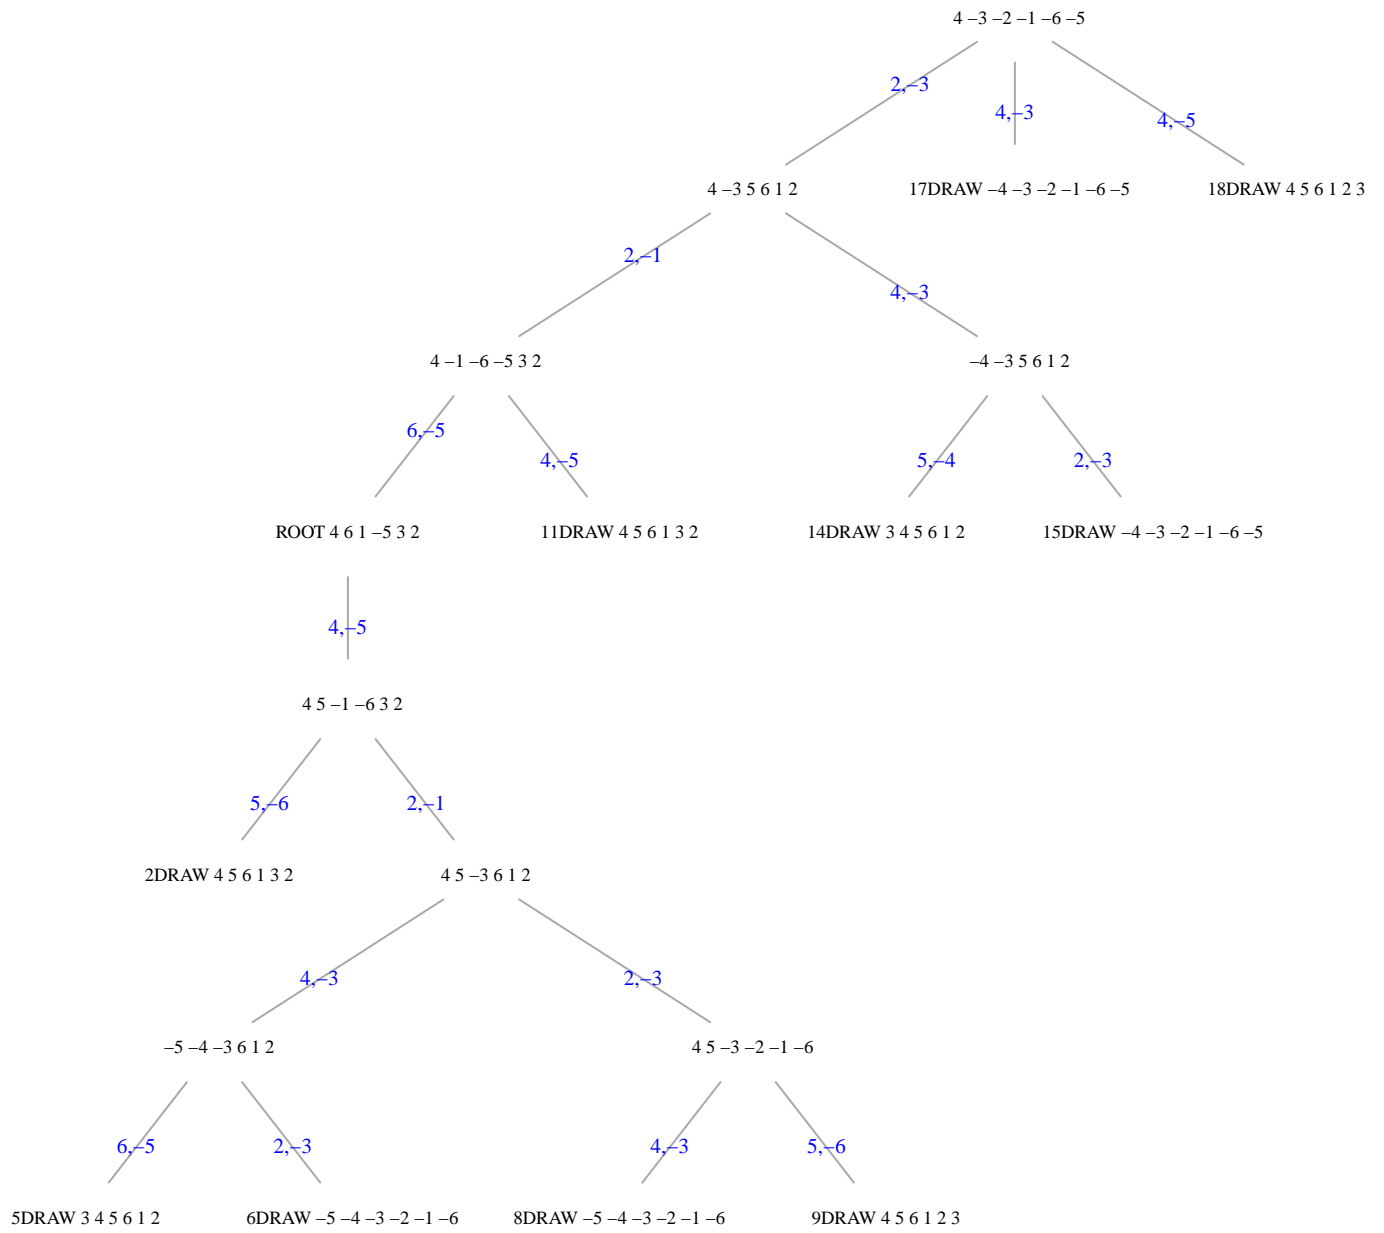 4 –3 –2 –1 –6 –5
2,–3
4,–3
4,–5
4 –3 5 6 1 2
17DRAW –4 –3 –2 –1 –6 –5
18DRAW 4 5 6 1 2 3
2,–1
4,–3
4 –1 –6 –5 3 2
–4 –3 5 6 1 2
6,–5
4,–5
5,–4
2,–3
ROOT 4 6 1 –5 3 2
11DRAW 4 5 6 1 3 2
14DRAW 3 4 5 6 1 2
15DRAW –4 –3 –2 –1 –6 –5
4,–5
4 5 –1 –6 3 2
5,–6
2,–1
2DRAW 4 5 6 1 3 2
4 5 –3 6 1 2
4,–3
2,–3
–5 –4 –3 6 1 2
4 5 –3 –2 –1 –6
6,–5
2,–3
4,–3
5,–6
5DRAW 3 4 5 6 1 2
6DRAW –5 –4 –3 –2 –1 –6
8DRAW –5 –4 –3 –2 –1 –6
9DRAW 4 5 6 1 2 3